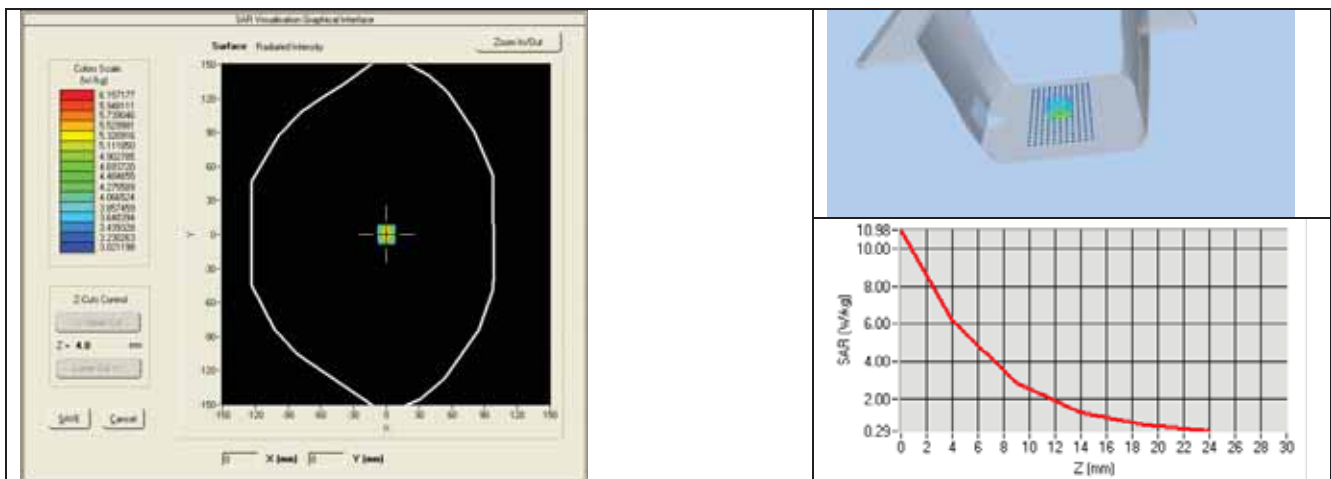 SAR Visualisation Graphical Interface
Surface Radiated Intensity
Zoom In/Out
Colors Scale
(W/kg)
6.157177
5.948111
5.739046
5.529981
5.320916
5.111850
4.902785
4.693720
4.484655
4.275589
4.066524
3.857459
3.648394
3.439328
3.230263
3.021198
150
120
90
60
30
Y 0
30
60
90
120
150
150 120 90 60 30 0 30 60 90 120 150
X
Z Cuts Control
Z = 4.0 mm
SAVE Cancel
0 X (mm) 0 Y (mm)
10.98
10.00
8.00
6.00
4.00
2.00
0.29
SAR (W/kg)
0 2 4 6 8 10 12 14 16 18 20 22 24 26 28 30
Z (mm)